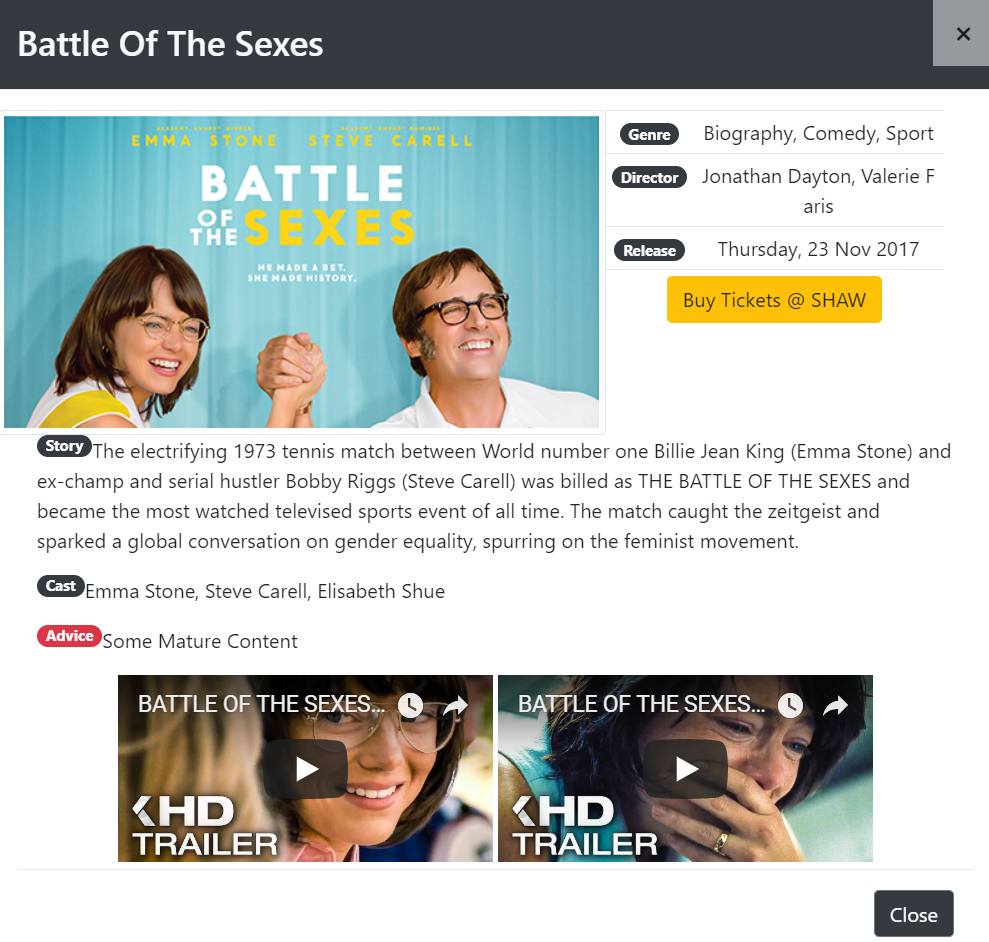 Battle Of The Sexes
×
ACADEMY AWARD® WINNER ACADEMY AWARD® NOMINEE
EMMA STONE STEVE CARELL
BATTLE
OF
THE SEXES
HE MADE A BET.
SHE MADE HISTORY.
Genre Biography, Comedy, Sport
Director Jonathan Dayton, Valerie F
aris
Release Thursday, 23 Nov 2017
Buy Tickets @ SHAW
Story The electrifying 1973 tennis match between World number one Billie Jean King (Emma Stone) and
ex-champ and serial hustler Bobby Riggs (Steve Carell) was billed as THE BATTLE OF THE SEXES and
became the most watched televised sports event of all time. The match caught the zeitgeist and
sparked a global conversation on gender equality, spurring on the feminist movement.
Cast Emma Stone, Steve Carell, Elisabeth Shue
Advice Some Mature Content
BATTLE OF THE SEXES...
HD
TRAILER
BATTLE OF THE SEXES...
HD
TRAILER
Close